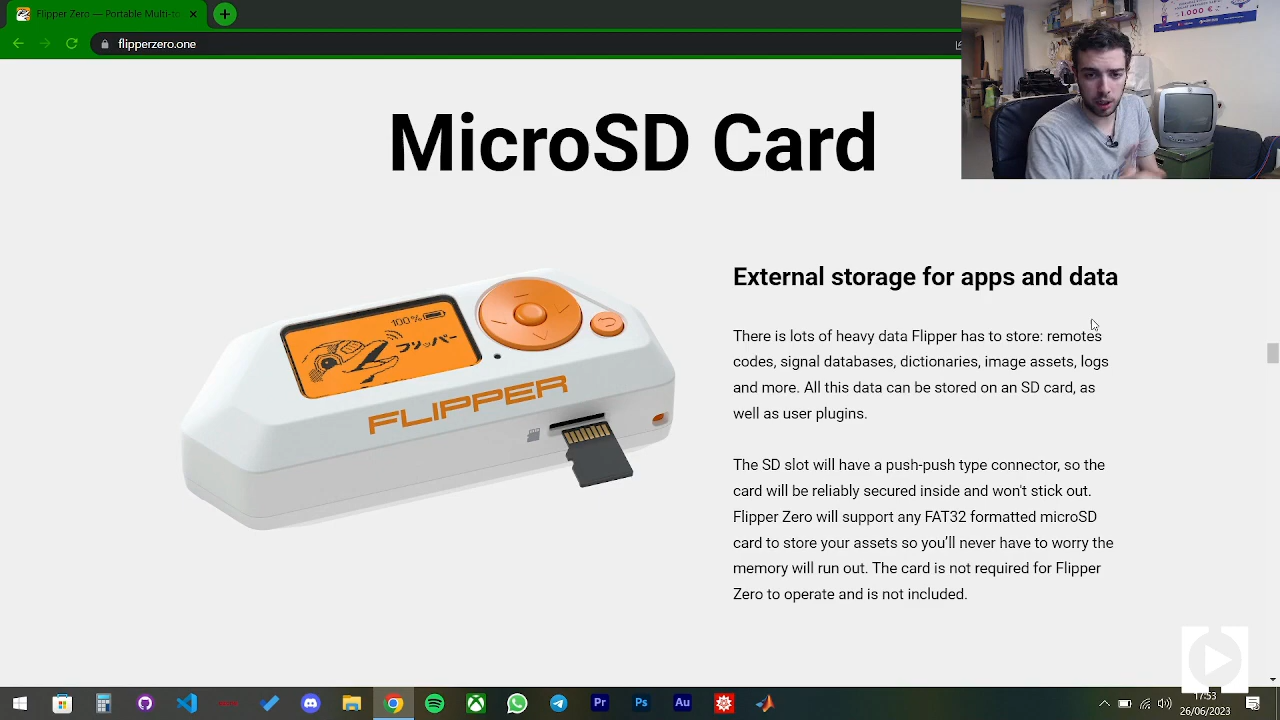 Flipper Zero — Portable Multi-to
flipperzero.one
1.000 €
MicroSD Card
100%
フリッパー
FLIPPER
External storage for apps and data
There is lots of heavy data Flipper has to store: remotes
codes, signal databases, dictionaries, image assets, logs
and more. All this data can be stored on an SD card, as
well as user plugins.
The SD slot will have a push-push type connector, so the
card will be reliably secured inside and won't stick out.
Flipper Zero will support any FAT32 formatted microSD
card to store your assets so you’ll never have to worry the
memory will run out. The card is not required for Flipper
Zero to operate and is not included.
Pr
Ps
Au
17:53
26/06/2023